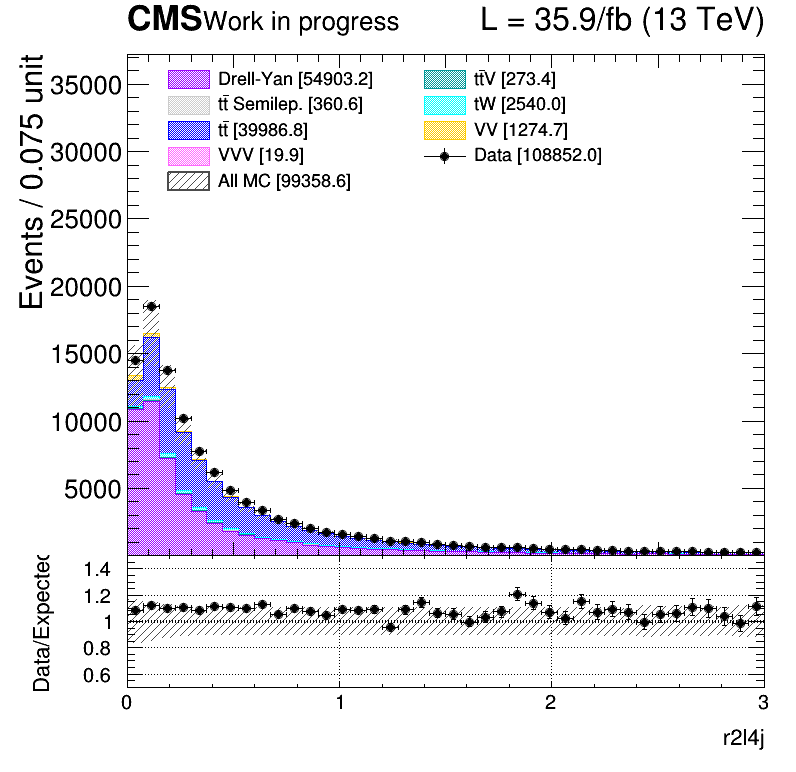 CMS Work in progress L = 35.9/fb (13 TeV)
Events / 0.075 unit
35000
30000
25000
20000
15000
10000
5000
Drell-Yan [54903.2]
tt̄ Semilep. [360.6]
tt̄ [39986.8]
VVV [19.9]
All MC [99358.6]
tt̄V [273.4]
tW [2540.0]
VV [1274.7]
Data [108852.0]
Data/Expected
1.4
1.2
1
0.8
0.6
0 1 2 3
r2l4j